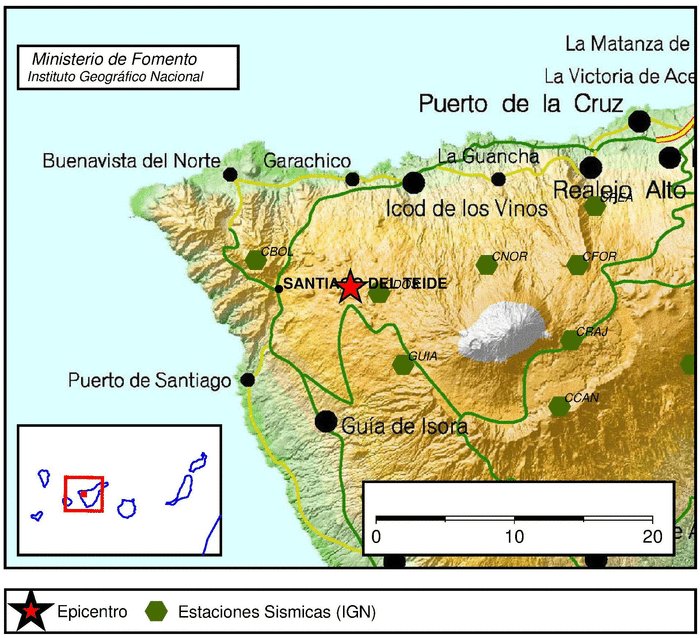 La Matanza de
Ministerio de Fomento
Instituto Geográfico Nacional
La Victoria de Ace
Puerto de la Cruz
Buenavista del Norte
Garachico
La Guancha
Realejo Alto
Icod de los Vinos
CBOL
CNOR
CFOR
SANTIAGO DEL TEIDE
CRAJ
GUIA
Puerto de Santiago
CCAN
Guía de Isora
0
10
20
Epicentro
Estaciones Sismicas (IGN)